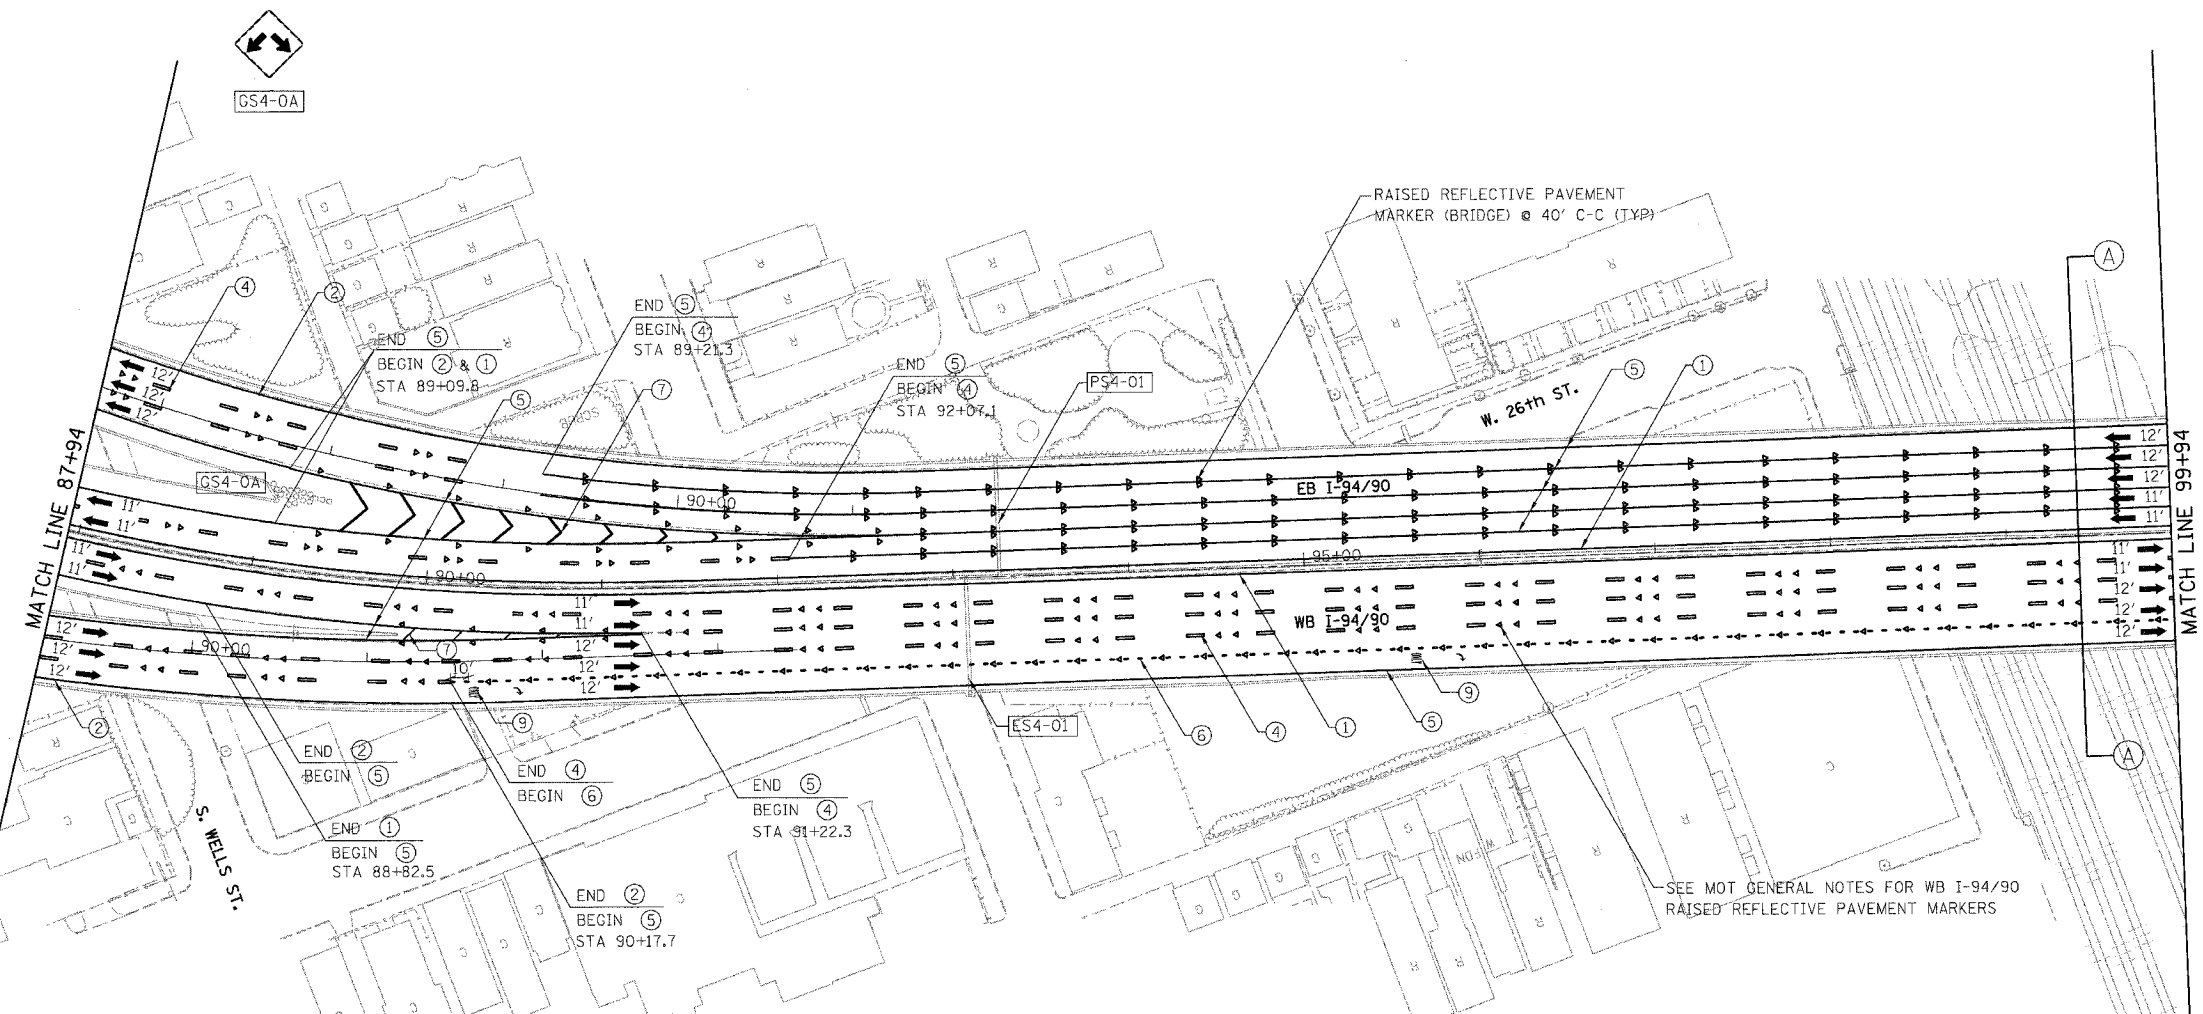 GS4-0A
RAISED REFLECTIVE PAVEMENT
MARKER (BRIDGE) @ 40' C-C (TYP)
A
4
2
END 5
BEGIN 4
STA 89+21.3
END 5
BEGIN 2 & 1
STA 89+09.8
END 5
BEGIN 4
STA 92+07.1
5
7
PS4-01
W. 26th ST.
5
1
MATCH LINE 87+94
12'
12'
12'
GS4-0A
11'
11'
11'
11'
12'
12'
12'
90+00
90+00
90+00
EB I-94/90
95+00
WB I-94/90
12'
12'
12'
11'
11'
11'
11'
12'
12'
12'
MATCH LINE 99+94
11'
11'
12'
12'
12'
7
10'
2
9
ES4-01
6
4
1
5
9
A
END 2
BEGIN 5
END 4
BEGIN 6
END 5
BEGIN 4
STA 91+22.3
END 1
BEGIN 5
STA 88+82.5
S. WELLS ST.
END 2
BEGIN 5
STA 90+17.7
SEE MOT GENERAL NOTES FOR WB I-94/90
RAISED REFLECTIVE PAVEMENT MARKERS